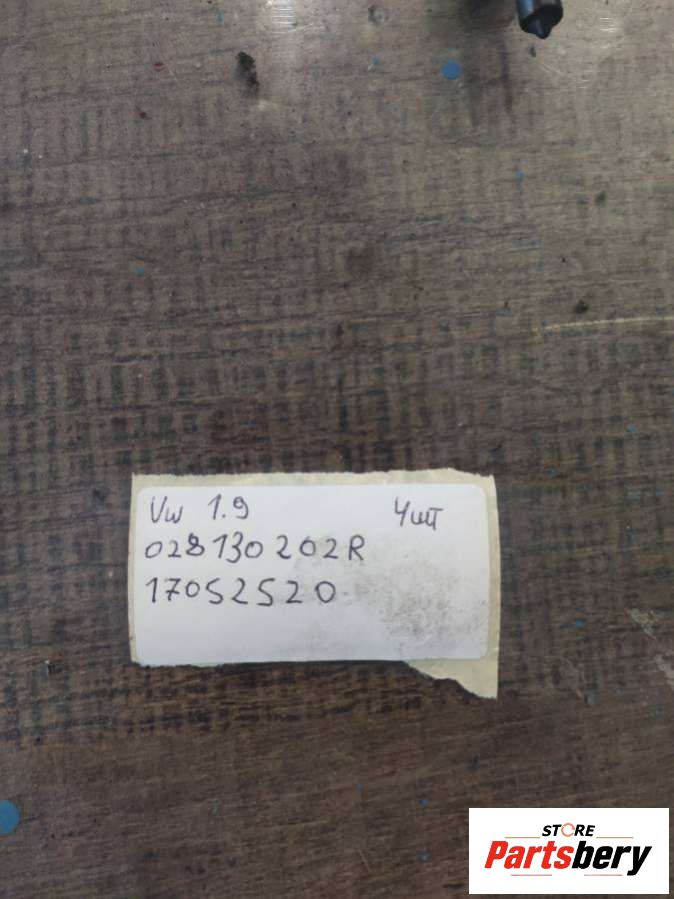 Vw 1.9 4шт
028130202R
17052520
STORE
Partsbery